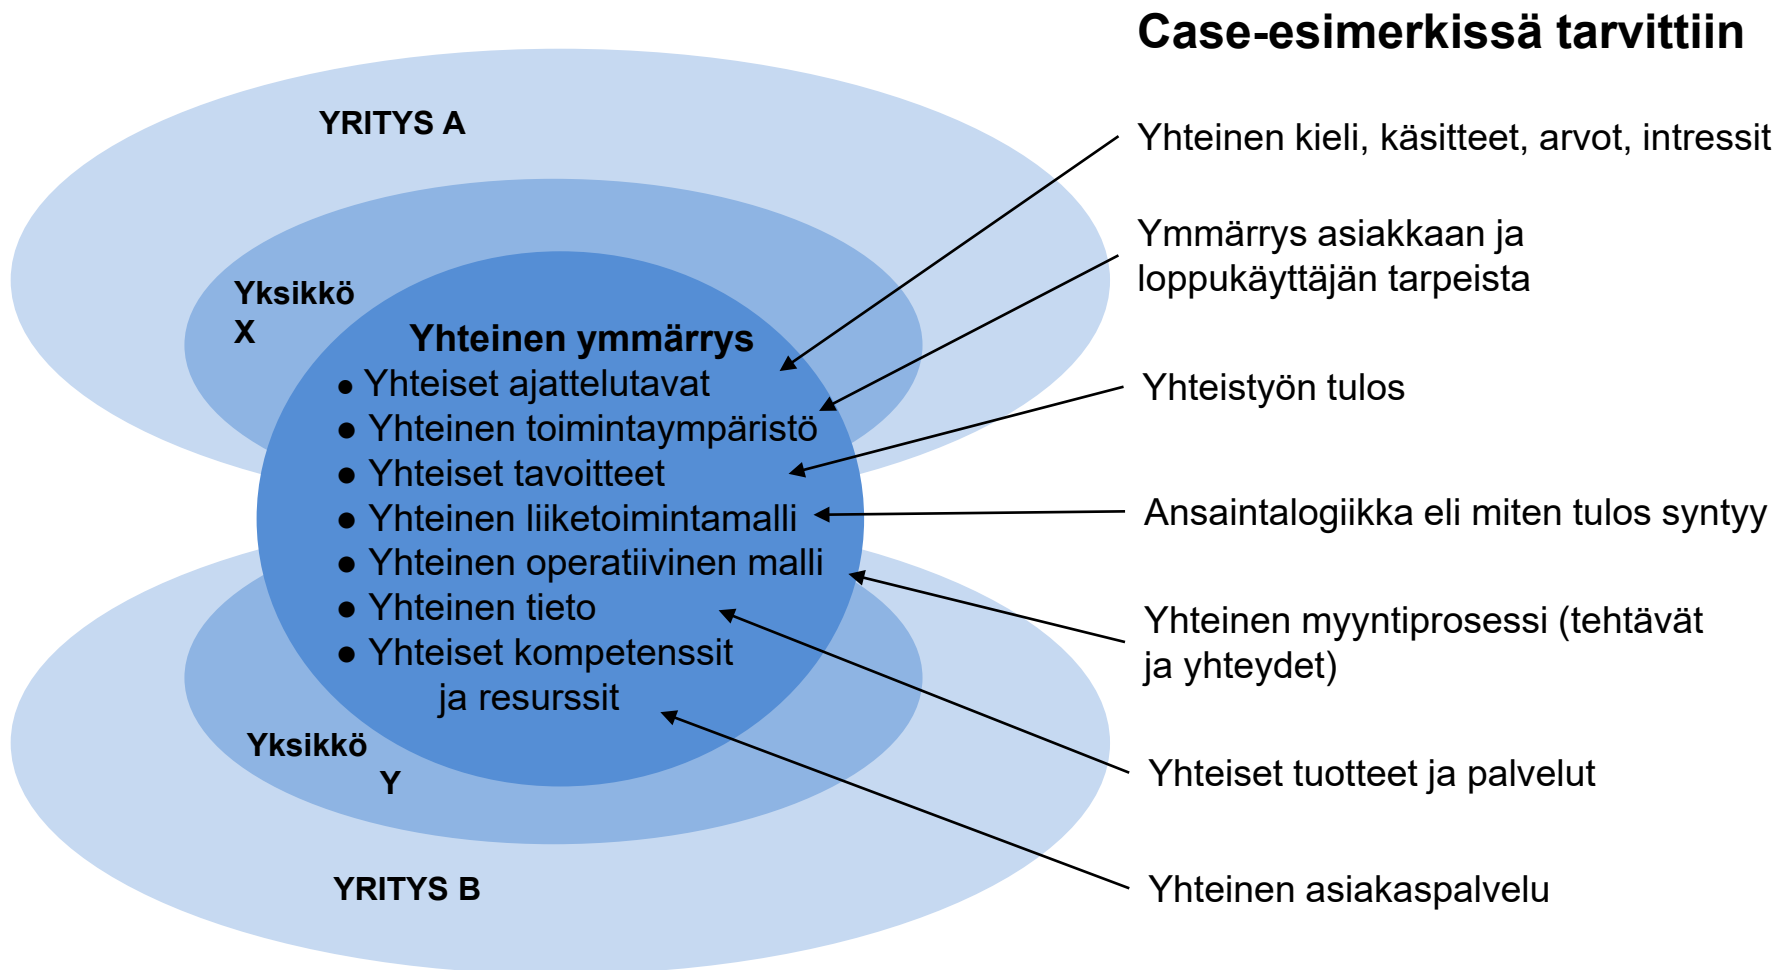 Case-esimerkissä tarvittiin
YRITYS A
Yksikkö
X
Yhteinen ymmärrys
● Yhteiset ajattelutavat
● Yhteinen toimintaympäristö
● Yhteiset tavoitteet
● Yhteinen liiketoimintamalli
● Yhteinen operatiivinen malli
● Yhteinen tieto
● Yhteiset kompetenssit
ja resurssit
Yksikkö
Y
YRITYS B
Yhteinen kieli, käsitteet, arvot, intressit
Ymmärrys asiakkaan ja
loppukäyttäjän tarpeista
Yhteistyön tulos
Ansaintalogiikka eli miten tulos syntyy
Yhteinen myyntiprosessi (tehtävät
ja yhteydet)
Yhteiset tuotteet ja palvelut
Yhteinen asiakaspalvelu